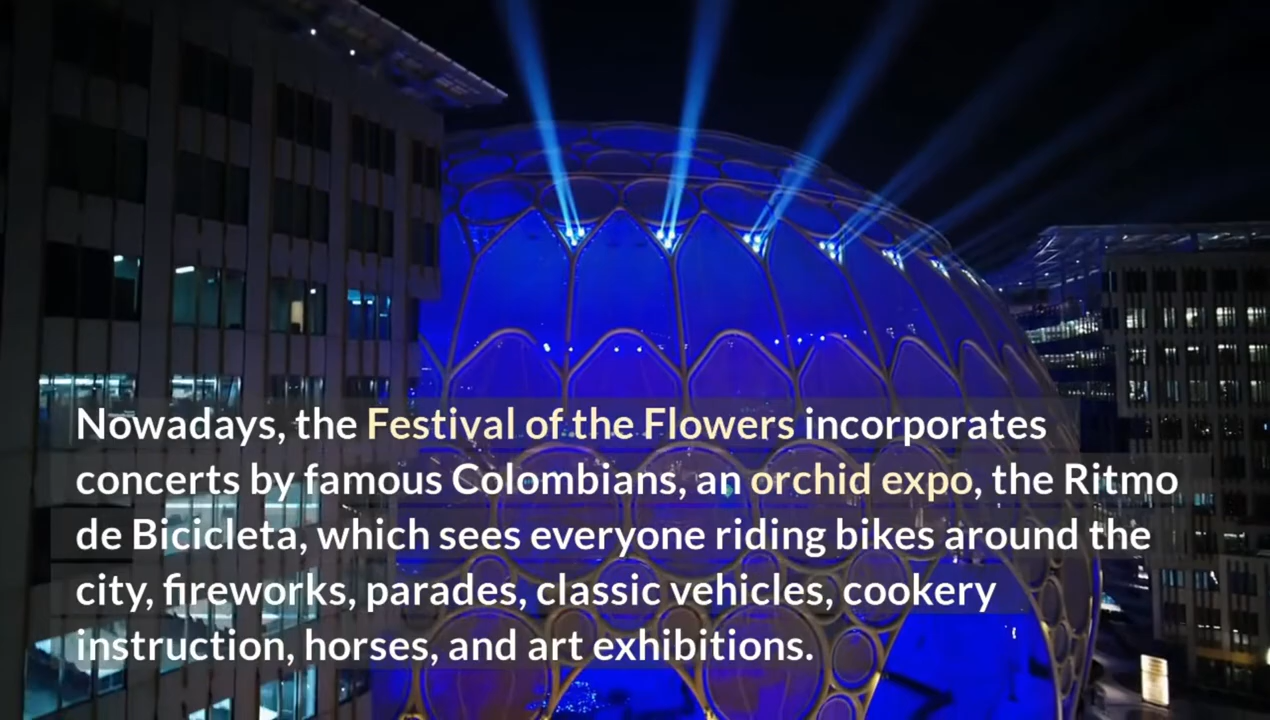 Nowadays, the Festival of the Flowers incorporates
concerts by famous Colombians, an orchid expo, the Ritmo
de Bicicleta, which sees everyone riding bikes around the
city, fireworks, parades, classic vehicles, cookery
instruction, horses, and art exhibitions.